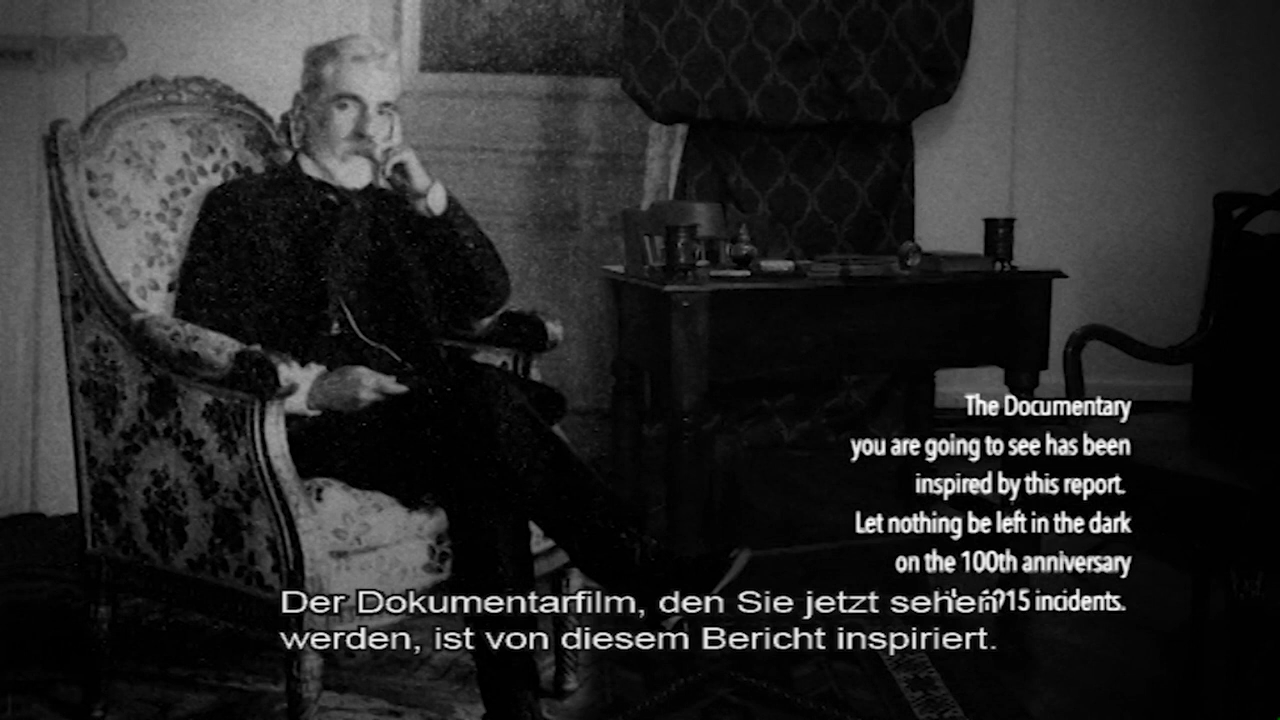 The Documentary
you are going to see has been
inspired by this report.
Let nothing be left in the dark
on the 100th anniversary
incidents.
Der Dokumentarfilm, den Sie jetzt sehen
werden, ist von diesem Bericht inspiriert.